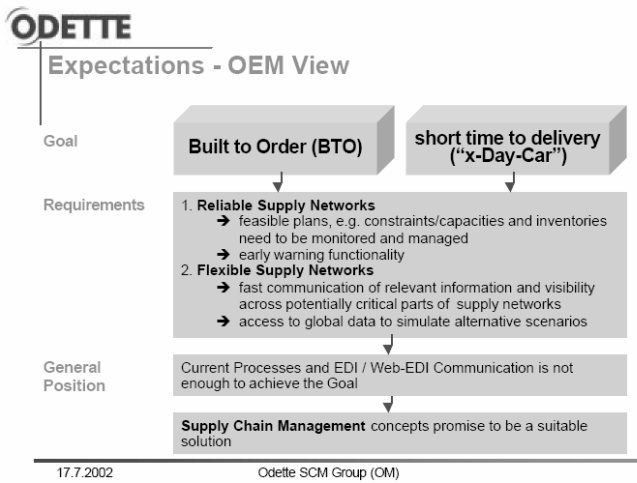 ODETTE
Expectations - OEM View
Goal
Built to Order (BTO)
short time to delivery
("x-Day-Car")
Requirements
1. Reliable Supply Networks
➔ feasible plans, e.g. constraints/capacities and inventories
need to be monitored and managed
➔ early warning functionality
2. Flexible Supply Networks
➔ fast communication of relevant information and visibility
across potentially critical parts of supply networks
➔ access to global data to simulate alternative scenarios
General
Position
Current Processes and EDI / Web-EDI Communication is not
enough to achieve the Goal
Supply Chain Management concepts promise to be a suitable
solution
17.7.2002
Odette SCM Group (OM)